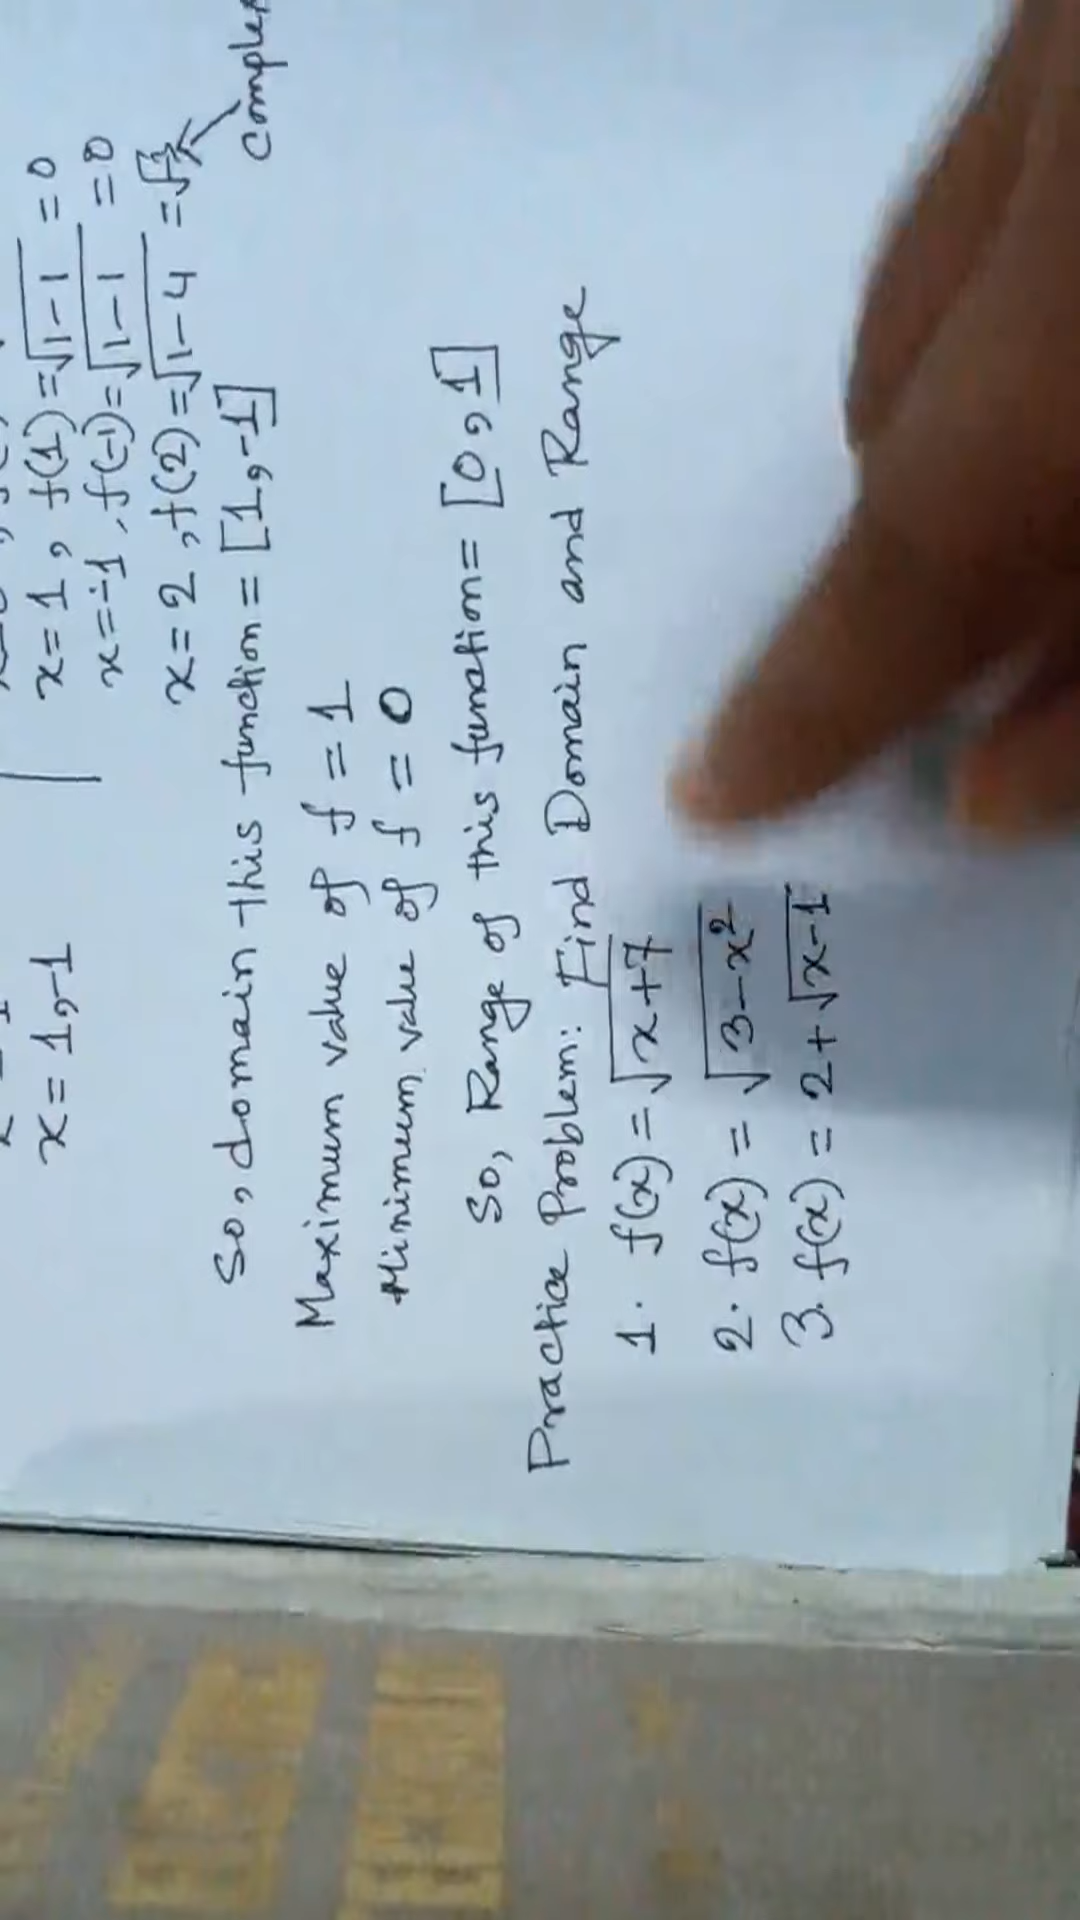 x = 1, -1
x = 1, f(1) = √1-1 = 0
x = -1, f(-1) = √1-1 = 0
x = 2, f(2) = √1-4 =
So, domain this function = [1, -1]
Maximum value of f = 1
Minimum value of f = 0
So, Range of this function = [0, 1]
Practice Problem: Find Domain and Range
1. f(x) = √x+7
2. f(x) = √3-x²
3. f(x) = 2+√x-1